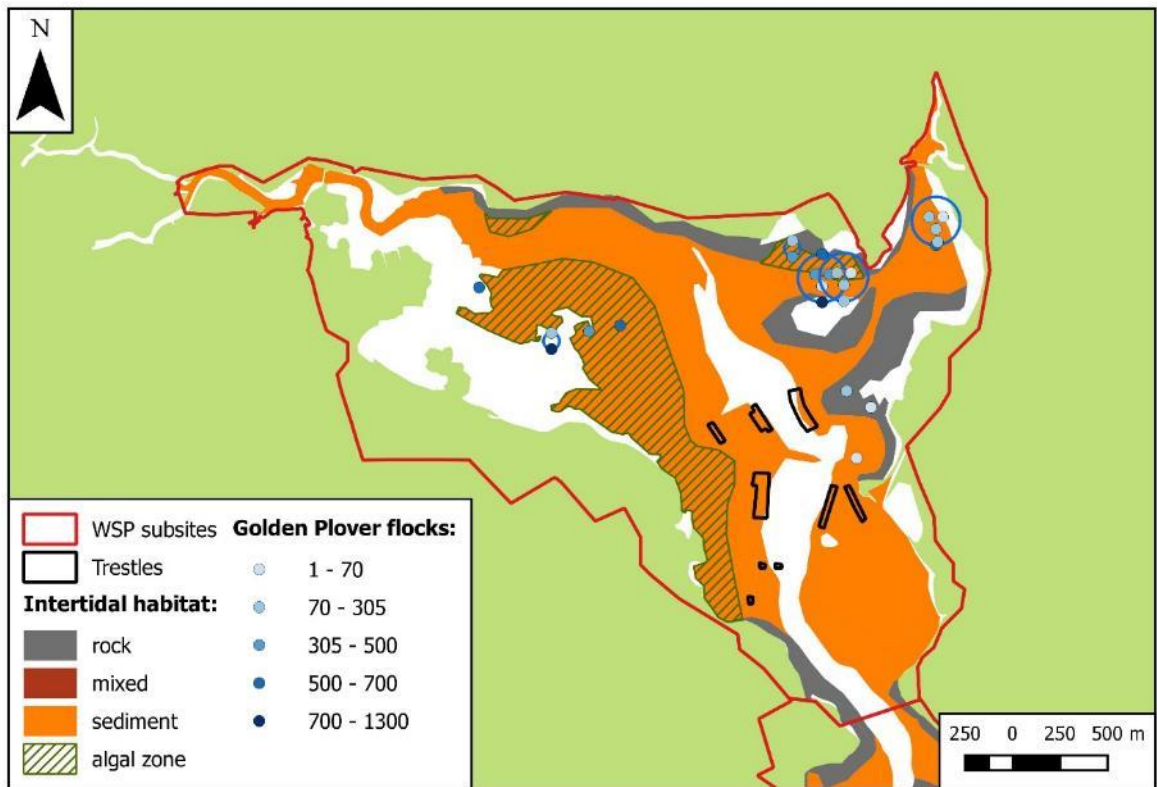 N
WSP subsites
Trestles
Intertidal habitat:
rock
mixed
sediment
algal zone
Golden Plover flocks:
1 - 70
70 - 305
305 - 500
500 - 700
700 - 1300
250 0 250 500 m